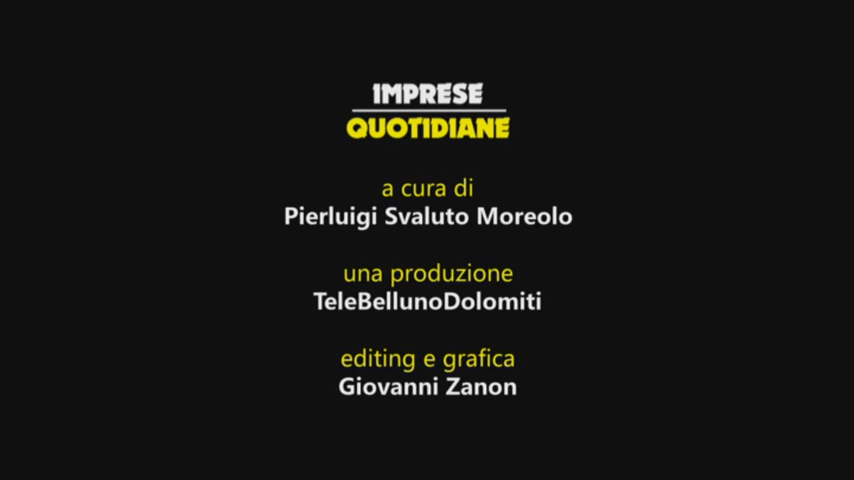 IMPRESE
QUOTIDIANE
a cura di
Pierluigi Svaluto Moreolo
una produzione
TeleBellunoDolomiti
editing e grafica
Giovanni Zanon